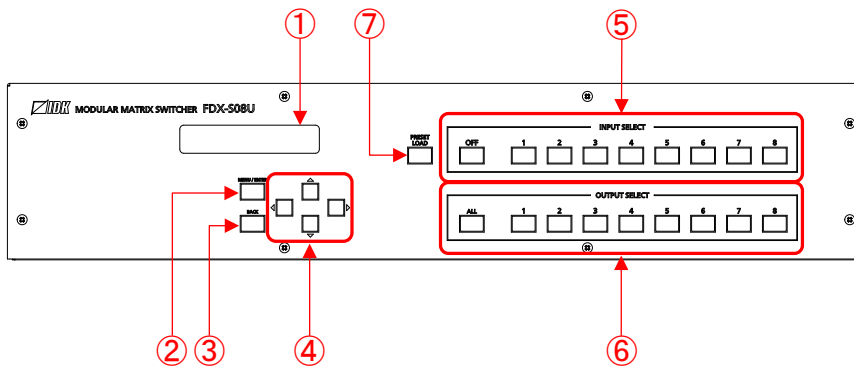 ① ⑦ ⑤
IDK MODULAR MATRIX SWITCHER FDX-S08U
INPUT SELECT
PRESET
LOAD
OFF 1 2 3 4 5 6 7 8
MENU / ENTER
OUTPUT SELECT
BACK
ALL 1 2 3 4 5 6 7 8
② ③ ④ ⑥